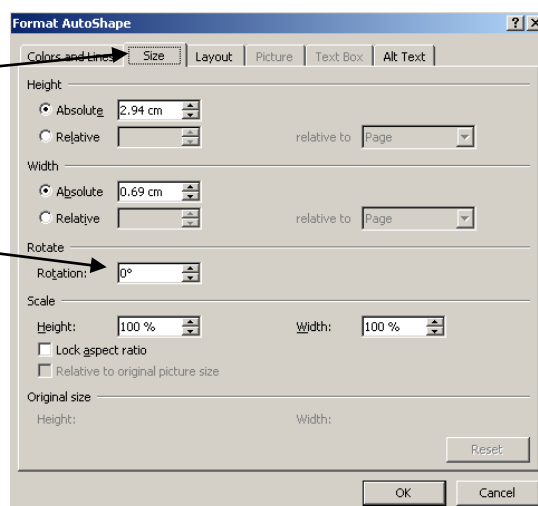 Format AutoShape
Colors and Lines Size Layout Picture Text Box Alt Text
Height
Absolute 2.94 cm
Relative relative to Page
Width
Absolute 0.69 cm
Relative relative to Page
Rotate
Rotation: 0°
Scale
Height: 100 % Width: 100 %
Lock aspect ratio
Relative to original picture size
Original size
Height: Width:
Reset
OK Cancel